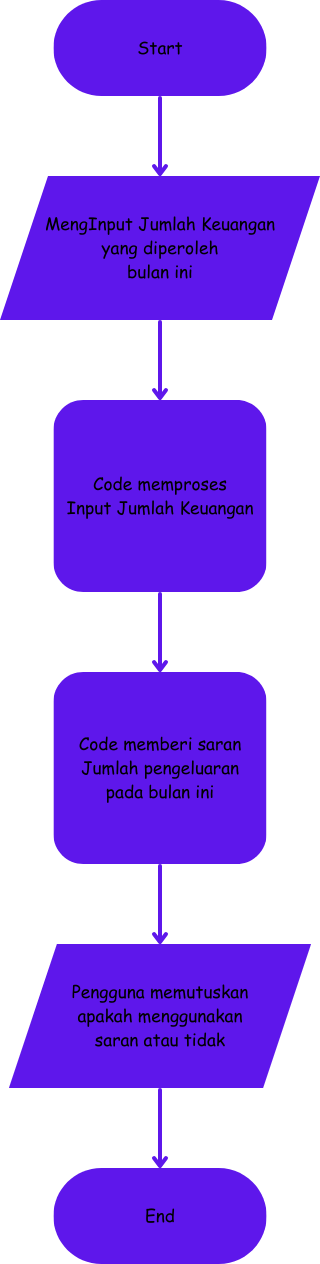 Start
MengInput Jumlah Keuangan
yang diperoleh
bulan ini
Code memproses
Input Jumlah Keuangan
Code memberi saran
Jumlah pengeluaran
pada bulan ini
Pengguna memutuskan
apakah menggunakan
saran atau tidak
End